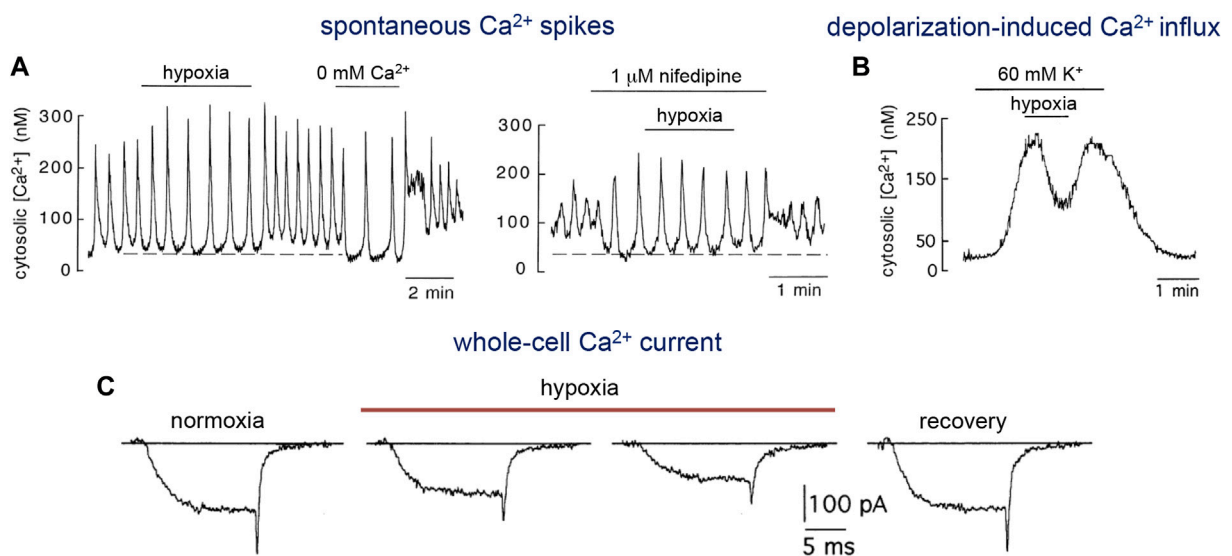 spontaneous Ca²⁺ spikes
depolarization-induced Ca²⁺ influx
A
hypoxia
0 mM Ca²⁺
cytosolic [Ca²⁺] (nM)
300
200
100
0
2 min
1 μM nifedipine
hypoxia
300
200
100
0
1 min
B
60 mM K⁺
hypoxia
cytosolic [Ca²⁺] (nM)
250
150
50
0
1 min
whole-cell Ca²⁺ current
C
hypoxia
normoxia
recovery
100 pA
5 ms